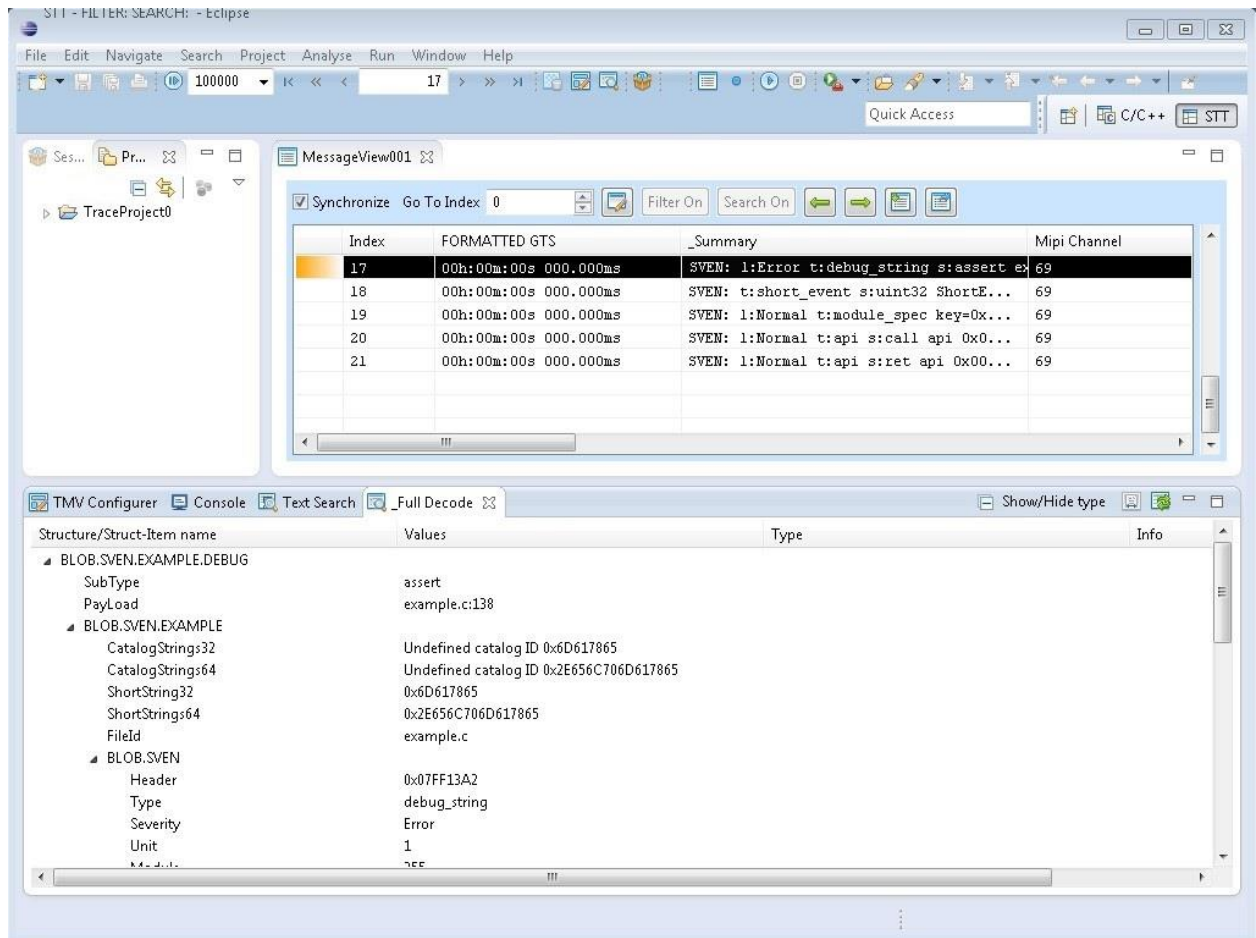 STT - FILTER: SEARCH: - Eclipse
File Edit Navigate Search Project Analyse Run Window Help
100000 17
Quick Access C/C++ STT
Ses... Pr... MessageView001
Synchronize Go To Index 0 Filter On Search On
TraceProject0
Index FORMATTED GTS _Summary Mipi Channel
17 00h:00m:00s 000.000ms SVEN: l:Error t:debug_string s:assert ex 69
18 00h:00m:00s 000.000ms SVEN: t:short_event s:uint32 ShortE... 69
19 00h:00m:00s 000.000ms SVEN: l:Normal t:module_spec key=0x... 69
20 00h:00m:00s 000.000ms SVEN: l:Normal t:api s:call api 0x0... 69
21 00h:00m:00s 000.000ms SVEN: l:Normal t:api s:ret api 0x00... 69
TMV Configurer Console Text Search _Full Decode Show/Hide type
Structure/Struct-Item name Values Type Info
BLOB.SVEN.EXAMPLE.DEBUG
SubType assert
PayLoad example.c:138
BLOB.SVEN.EXAMPLE
CatalogStrings32 Undefined catalog ID 0x6D617865
CatalogStrings64 Undefined catalog ID 0x2E656C706D617865
ShortString32 0x6D617865
ShortStrings64 0x2E656C706D617865
FileId example.c
BLOB.SVEN
Header 0x07FF13A2
Type debug_string
Severity Error
Unit 1
Module 255